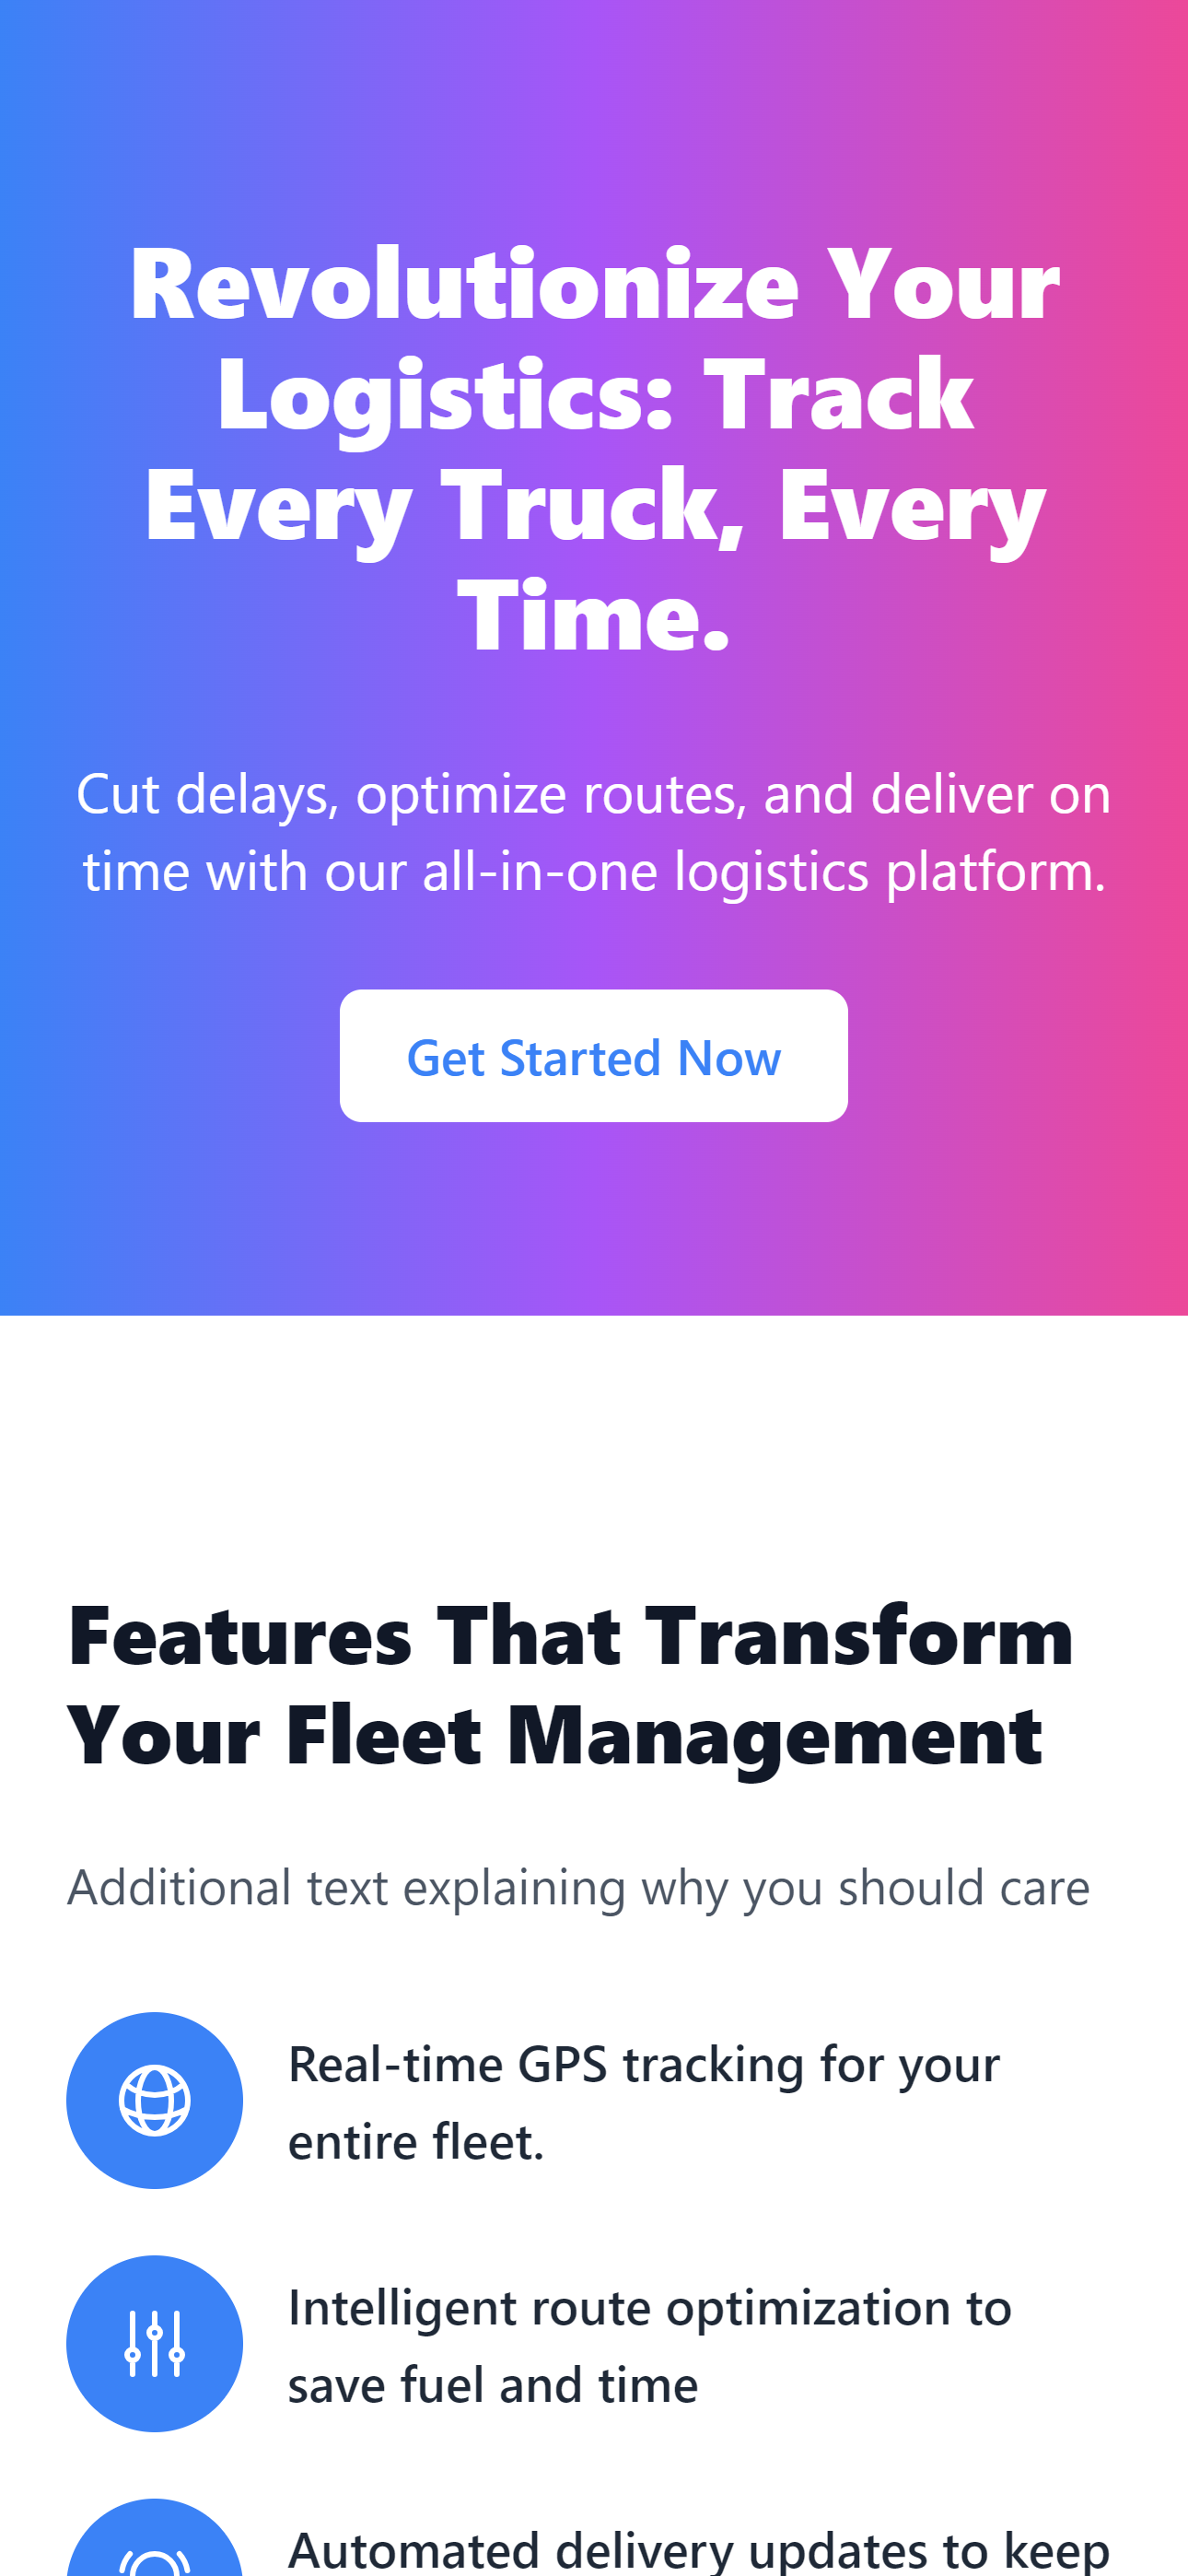 Revolutionize Your
Logistics: Track
Every Truck, Every
Time.
Cut delays, optimize routes, and deliver on
time with our all-in-one logistics platform.
Get Started Now
Features That Transform
Your Fleet Management
Additional text explaining why you should care
Real-time GPS tracking for your
entire fleet.
Intelligent route optimization to
save fuel and time
Automated delivery updates to keep